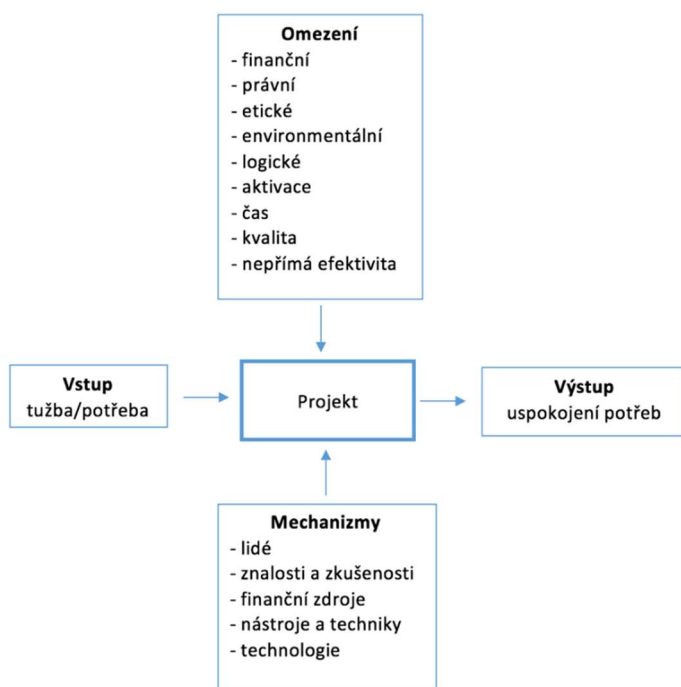 Omezení
- finanční
- právní
- etické
- environmentální
- logické
- aktivace
- čas
- kvalita
- nepřímá efektivita
Vstup
tužba/potřeba
Projekt
Výstup
uspokojení potřeb
Mechanizmy
- lidé
- znalosti a zkušenosti
- finanční zdroje
- nástroje a techniky
- technologie